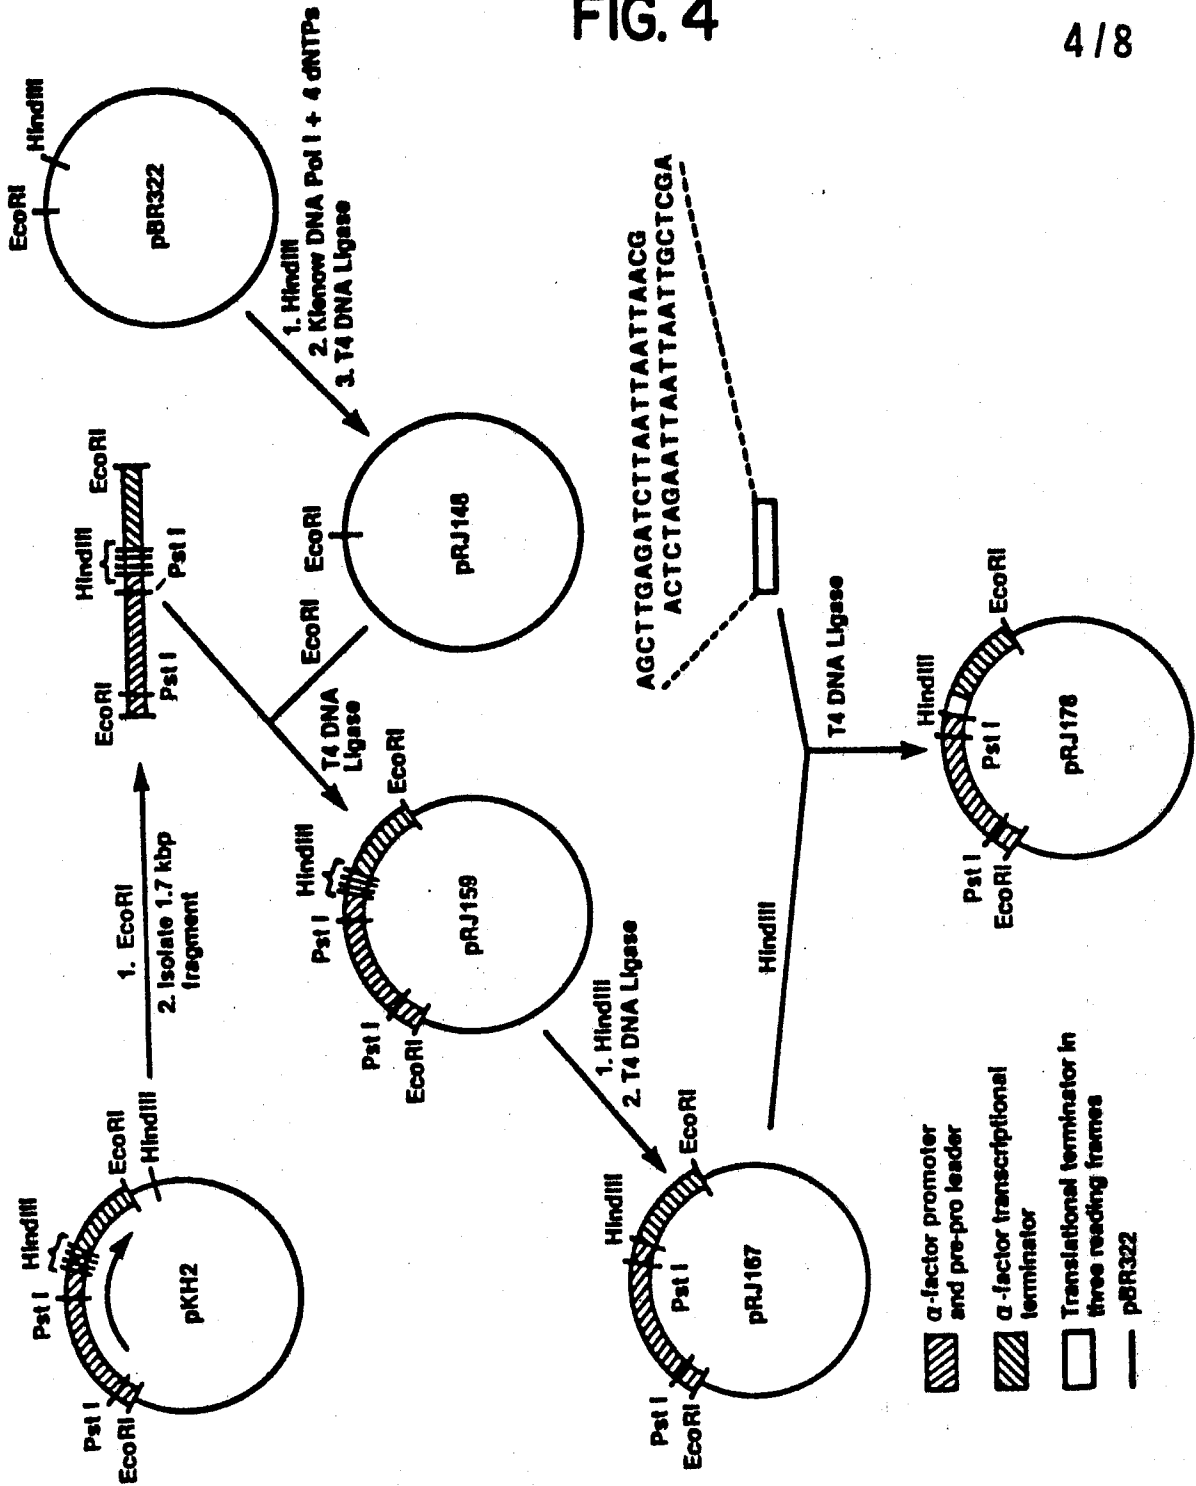 FIG. 4
4/8
EcoRI
HindIII
pBR322
1. HindIII
2. Klenow DNA Pol I + 4 dNTPs
3. T4 DNA Ligase
EcoRI
pRJ148
EcoRI
EcoRI
Pst I
HindIII
Pst I
EcoRI
1. EcoRI
2. Isolate 1.7 kbp
fragment
Pst I
HindIII
EcoRI
HindIII
Pst I
EcoRI
pKH2
T4 DNA
Ligase
Pst I
HindIII
EcoRI
Pst I
EcoRI
pRJ159
1. HindIII
2. T4 DNA Ligase
HindIII
EcoRI
Pst I
Pst I
EcoRI
pRJ167
HindIII
AGCTTGAGATCTTAATTAATTAACG
ACTCTAGAATTAATTAATTGCTCGA
T4 DNA Ligase
HindIII
EcoRI
Pst I
Pst I
EcoRI
pRJ178
α-factor promoter
and pre-pro leader
α-factor transcriptional
terminator
Translational terminator in
three reading frames
pBR322